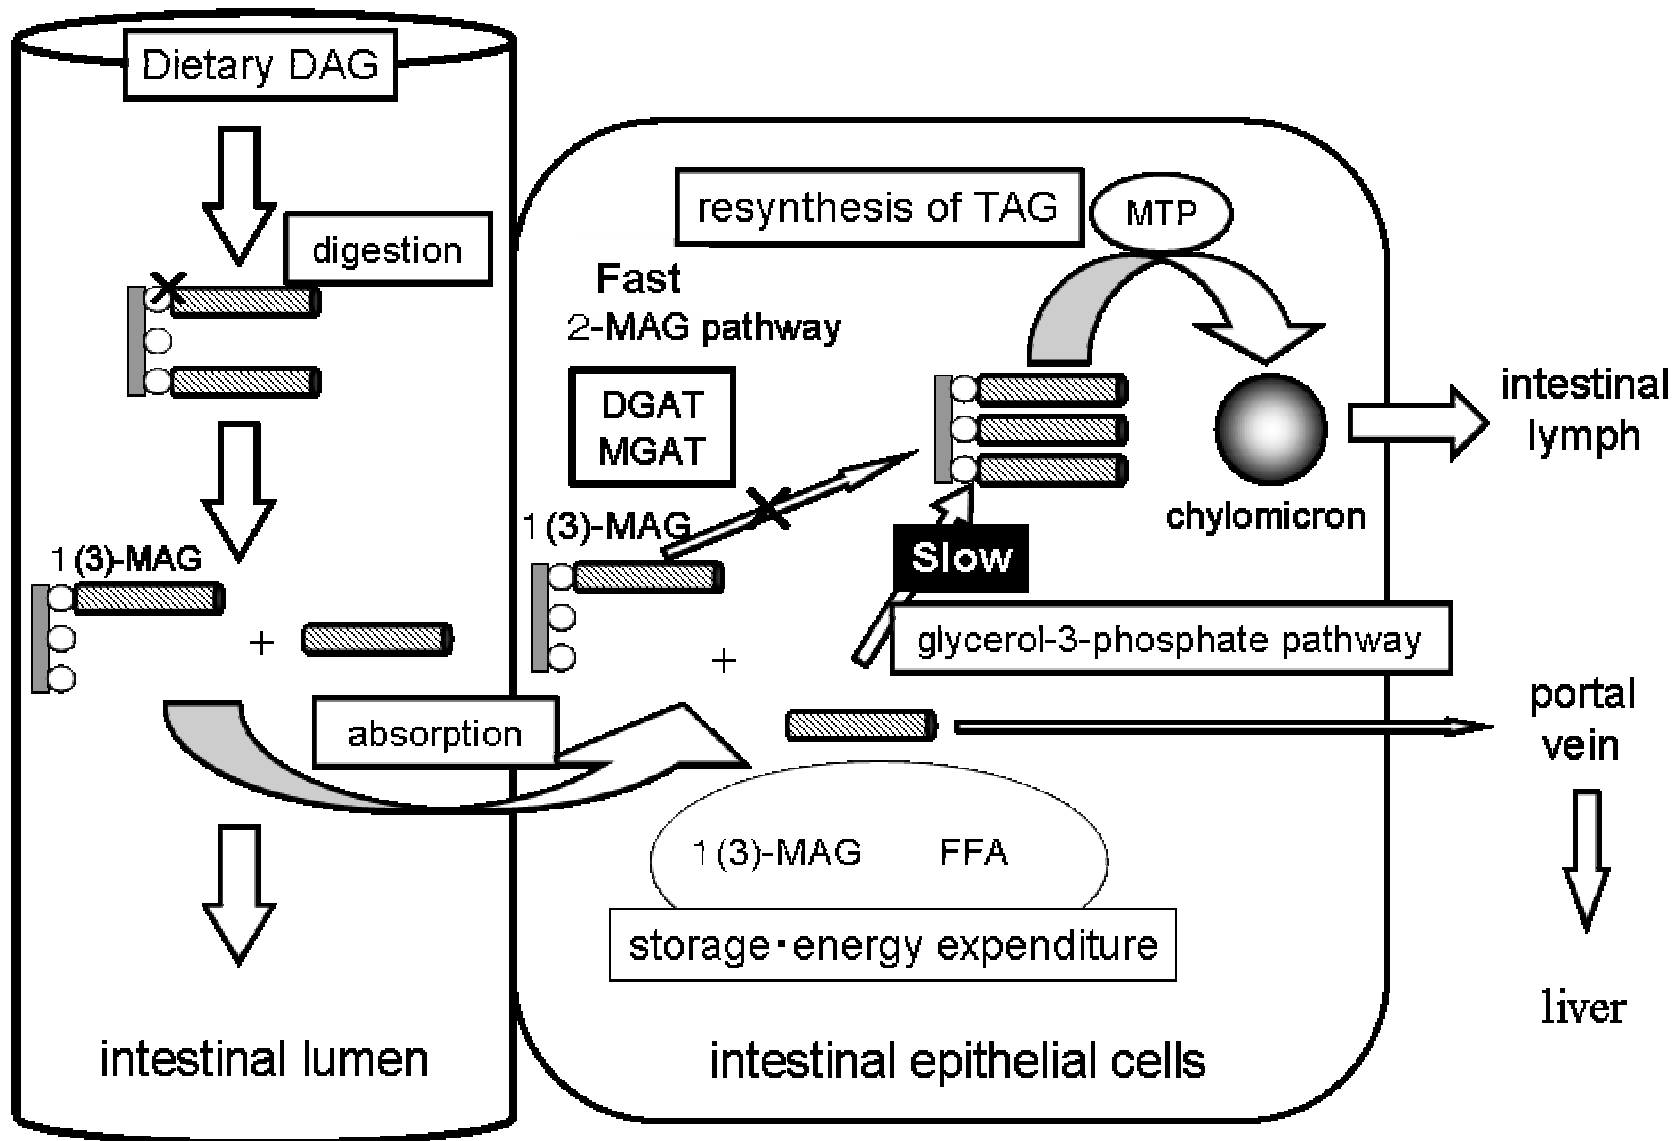 Dietary DAG
digestion
1(3)-MAG
+
absorption
intestinal lumen
resynthesis of TAG
MTP
Fast
2-MAG pathway
DGAT
MGAT
1(3)-MAG
+
Slow
glycerol-3-phosphate pathway
chylomicron
1(3)-MAG
FFA
storage・energy expenditure
intestinal epithelial cells
intestinal
lymph
portal
vein
liver